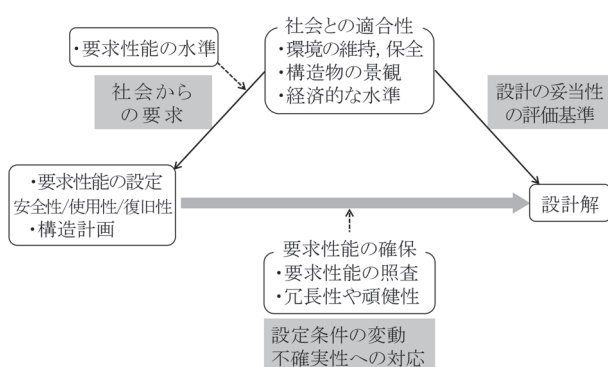 社会との適合性
・環境の維持, 保全
・構造物の景観
・経済的な水準
・要求性能の水準
社会から
の要求
設計の妥当性
の評価基準
・要求性能の設定
安全性/使用性/復旧性
・構造計画
設計解
要求性能の確保
・要求性能の照査
・冗長性や頑健性
設定条件の変動
不確実性への対応